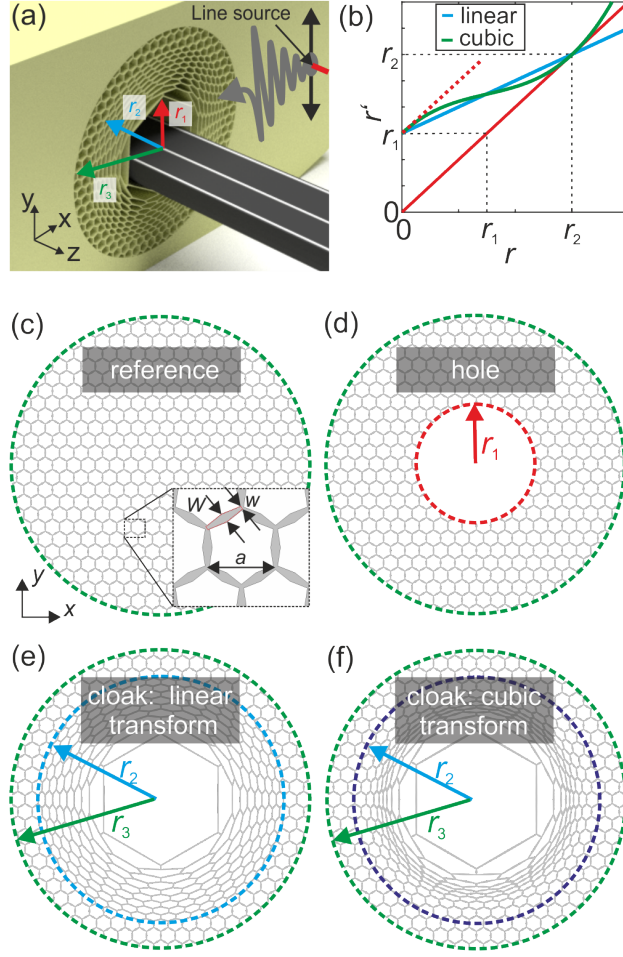 (a)
Line source
r₂
r₁
r₃
y
x
z
(b)
linear
cubic
r₂
r‘
r₁
0
0
r₁
r₂
r
(c)
reference
W
w
a
y
x
(d)
hole
r₁
(e)
cloak: linear
transform
r₂
r₃
(f)
cloak: cubic
transform
r₂
r₃